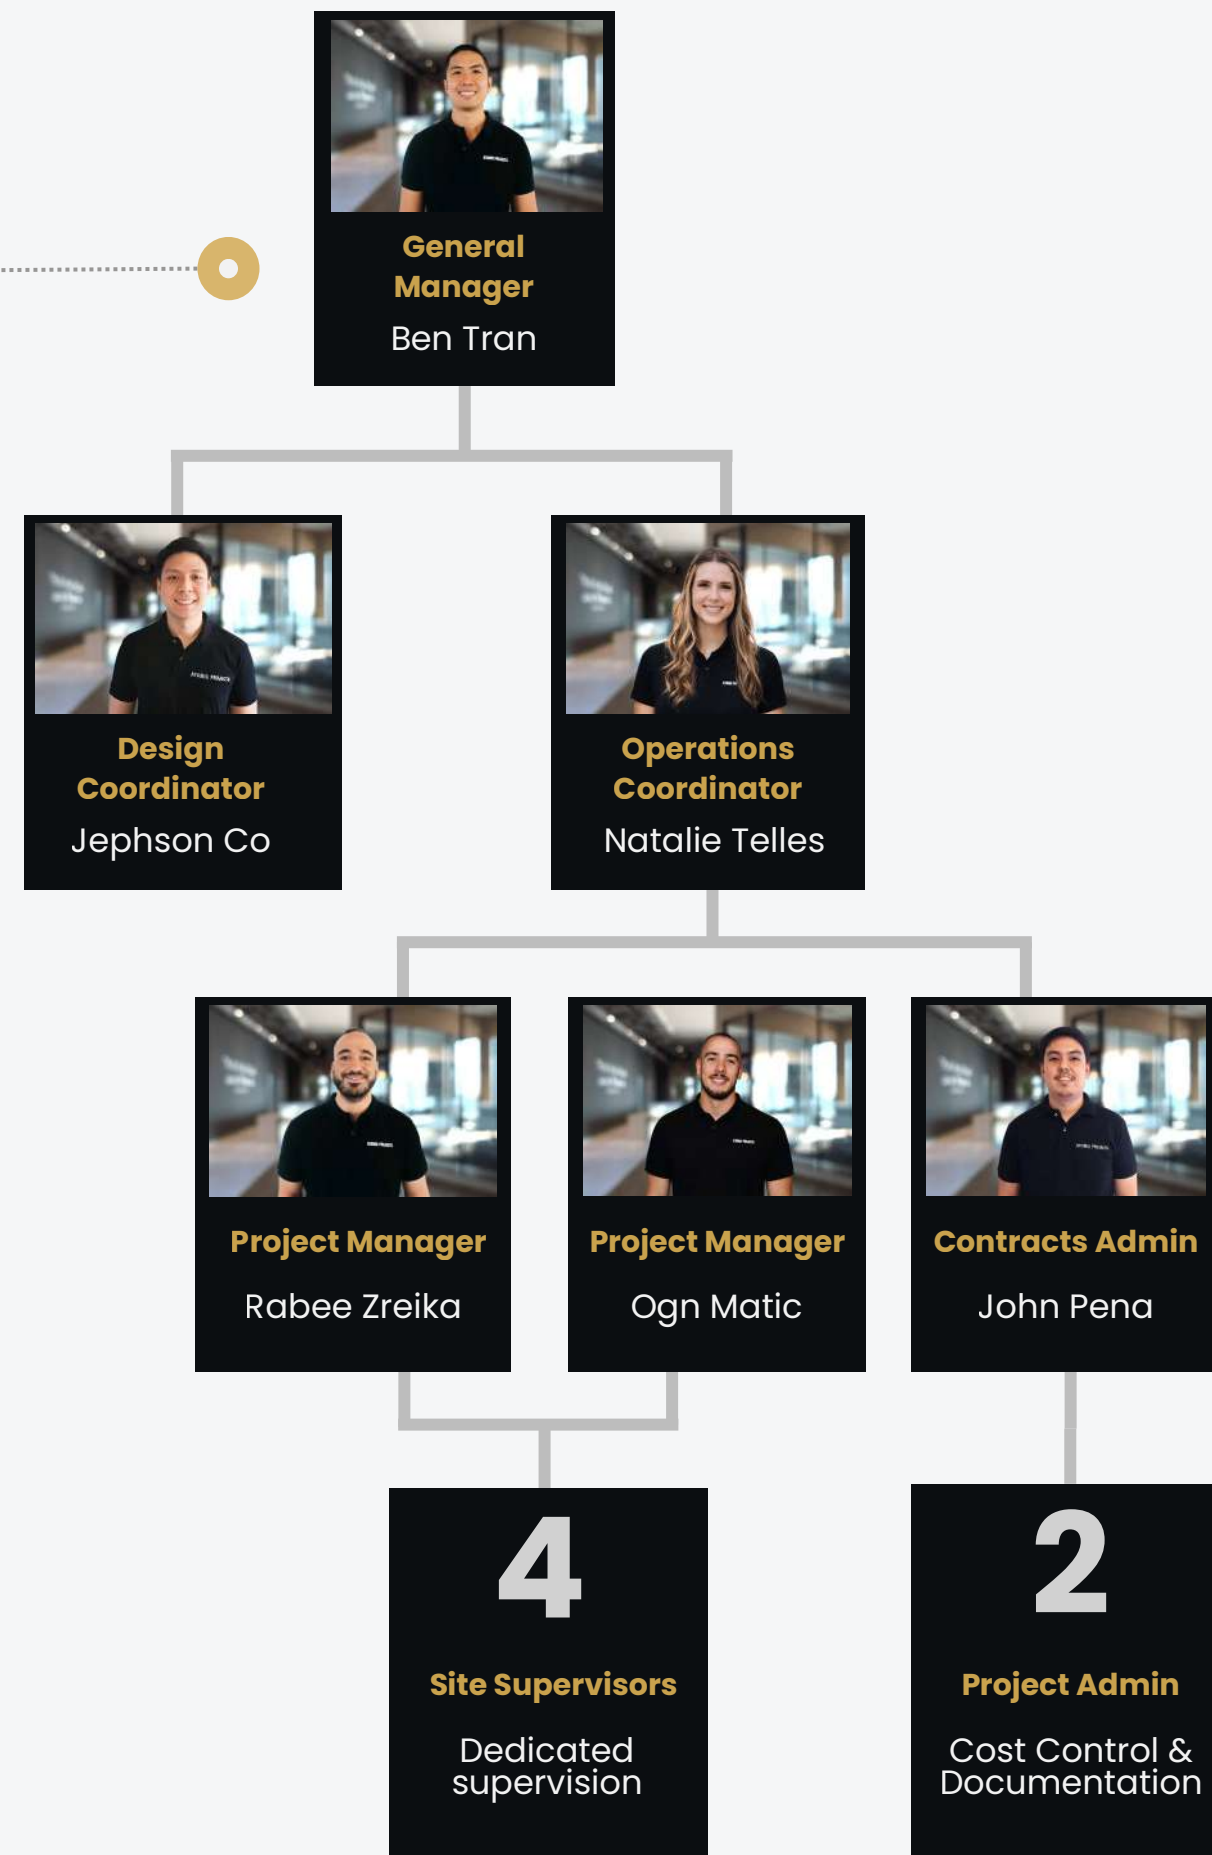 General
Manager
Ben Tran
Design
Coordinator
Jephson Co
Operations
Coordinator
Natalie Telles
Project Manager
Rabee Zreika
Project Manager
Ogn Matic
Contracts Admin
John Pena
4
Site Supervisors
Dedicated
supervision
2
Project Admin
Cost Control &
Documentation